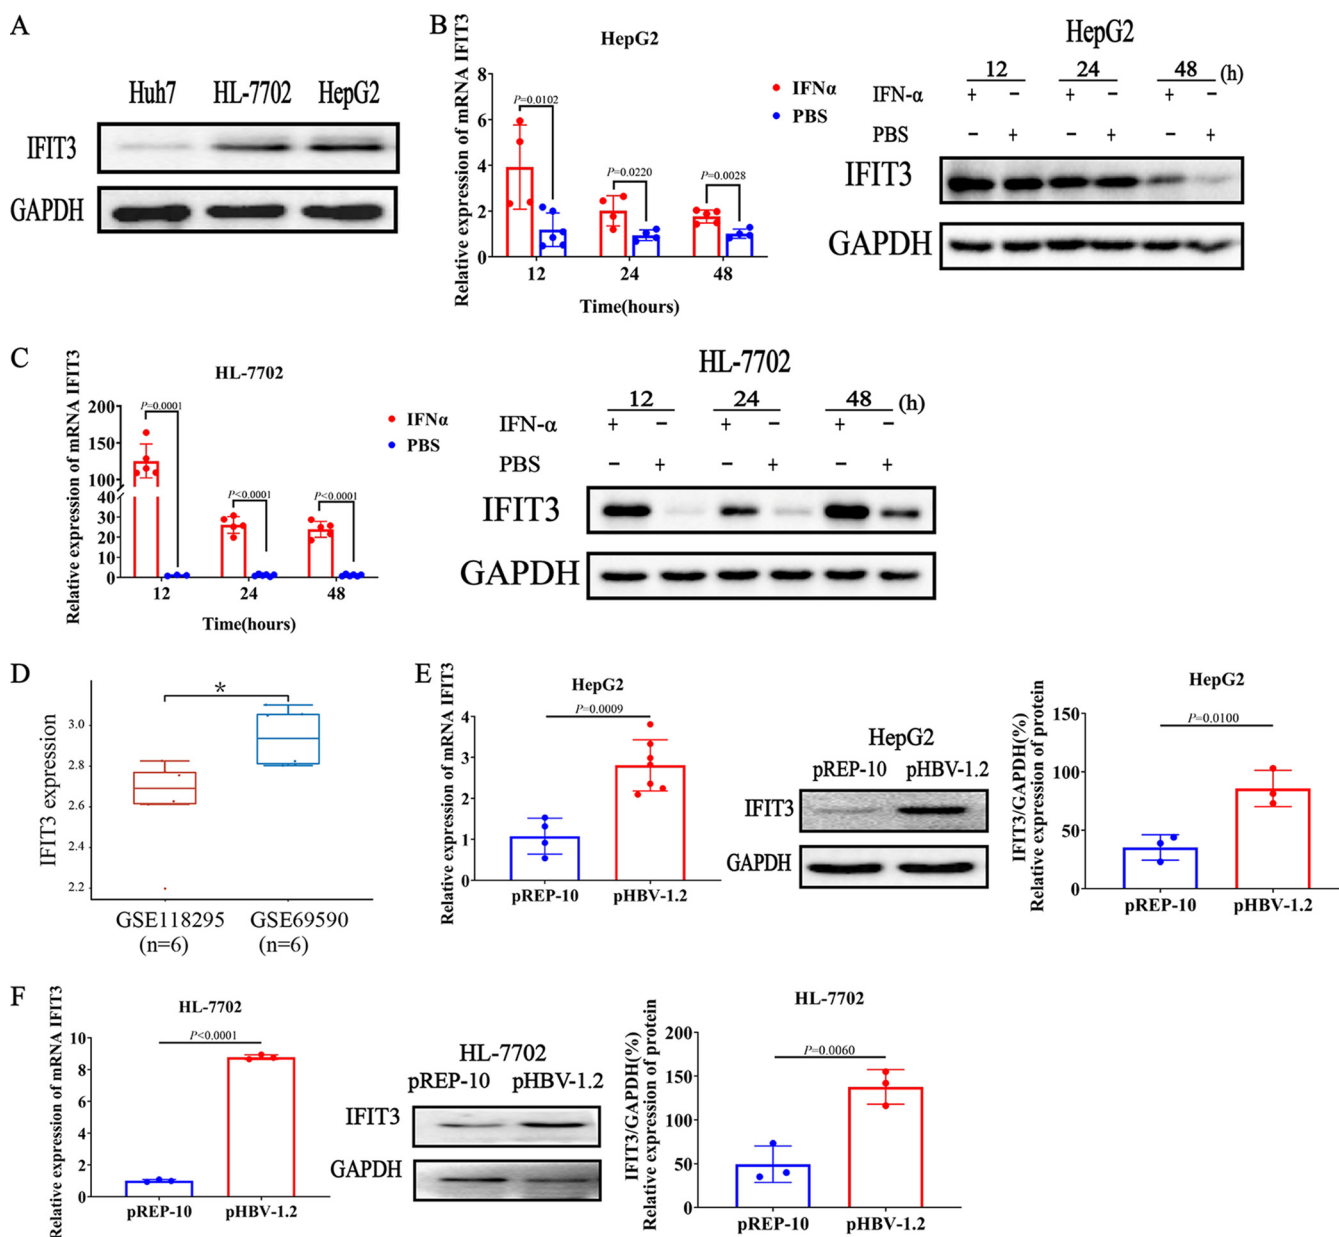 A
Huh7 HL-7702 HepG2
IFIT3
GAPDH
B
Relative expression of mRNA IFIT3
HepG2
8
6
4
2
0
P=0.0102
P=0.0220
P=0.0028
12 24 48
Time(hours)
IFNα
PBS
HepG2
12 24 48 (h)
IFN-α + − + − + −
PBS − + − + − +
IFIT3
GAPDH
C
Relative expression of mRNA IFIT3
HL-7702
200
150
100
40
30
20
10
0
P=0.0001
P<0.0001
P<0.0001
12 24 48
Time(hours)
IFNα
PBS
HL-7702
12 24 48 (h)
IFN-α + − + − + −
PBS − + − + − +
IFIT3
GAPDH
D
IFIT3 expression
*
3.0
2.8
2.6
2.4
2.2
GSE118295 GSE69590
(n=6) (n=6)
E
Relative expression of mRNA IFIT3
HepG2
P=0.0009
4
3
2
1
0
pREP-10 pHBV-1.2
HepG2
pREP-10 pHBV-1.2
IFIT3
GAPDH
IFIT3/GAPDH(%)
Relative expression of protein
HepG2
P=0.0100
150
100
50
0
pREP-10 pHBV-1.2
F
Relative expression of mRNA IFIT3
HL-7702
P<0.0001
10
8
6
4
2
0
pREP-10 pHBV-1.2
HL-7702
pREP-10 pHBV-1.2
IFIT3
GAPDH
IFIT3/GAPDH(%)
Relative expression of protein
HL-7702
P=0.0060
200
150
100
50
0
pREP-10 pHBV-1.2